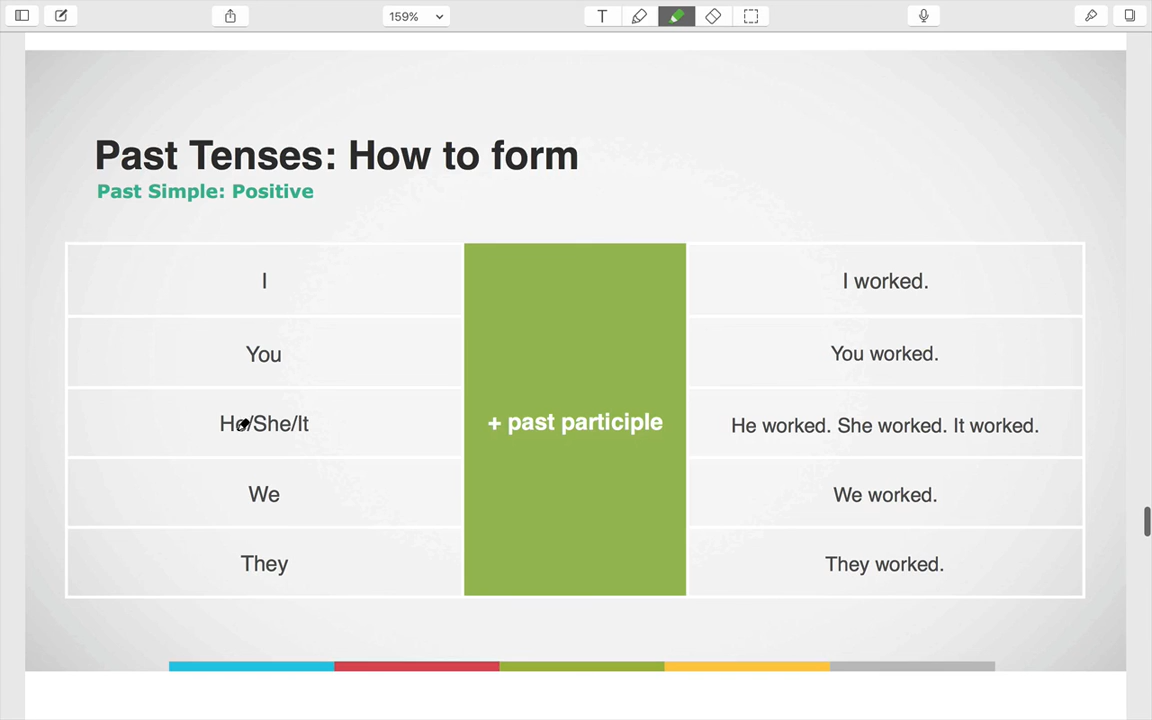 159%
T
Past Tenses: How to form
Past Simple: Positive
I
I worked.
You
You worked.
He/She/It
+ past participle
He worked. She worked. It worked.
We
We worked.
They
They worked.